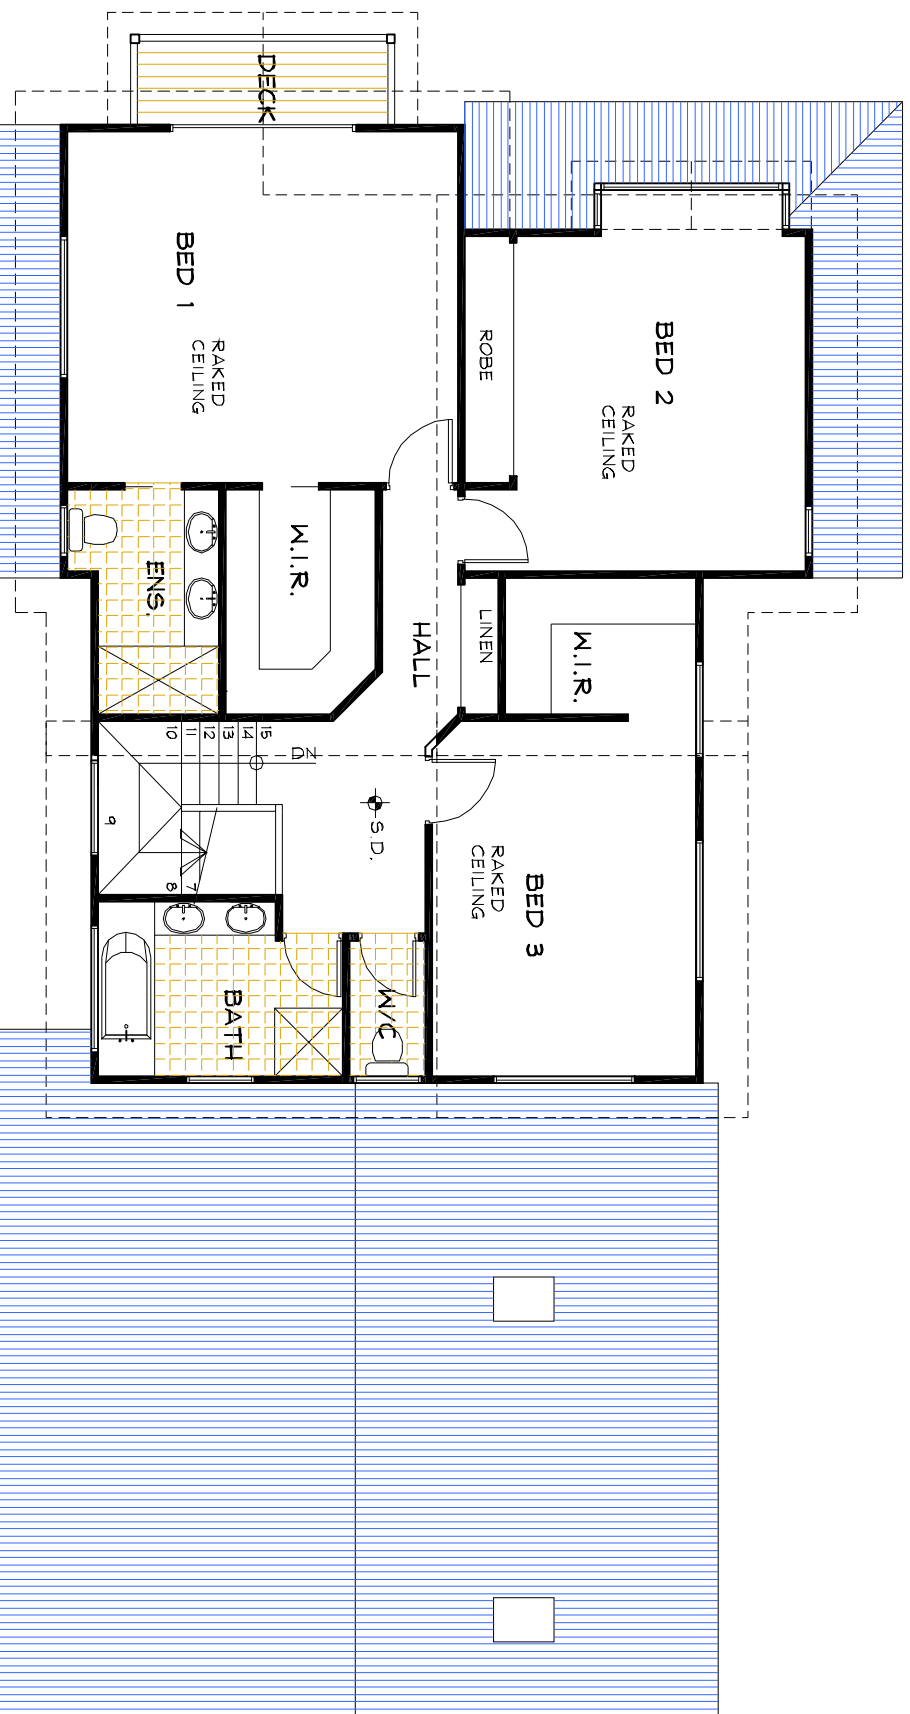 DECK
BED 1
RAKED
CEILING
BED 2
RAKED
CEILING
ROBE
ENS.
W.I.R.
HALL
LINEN
W.I.R.
10
11
12
13
14
15
DN
9
8
7
S.D.
RAKED
CEILING
BED 3
BATH
W/C